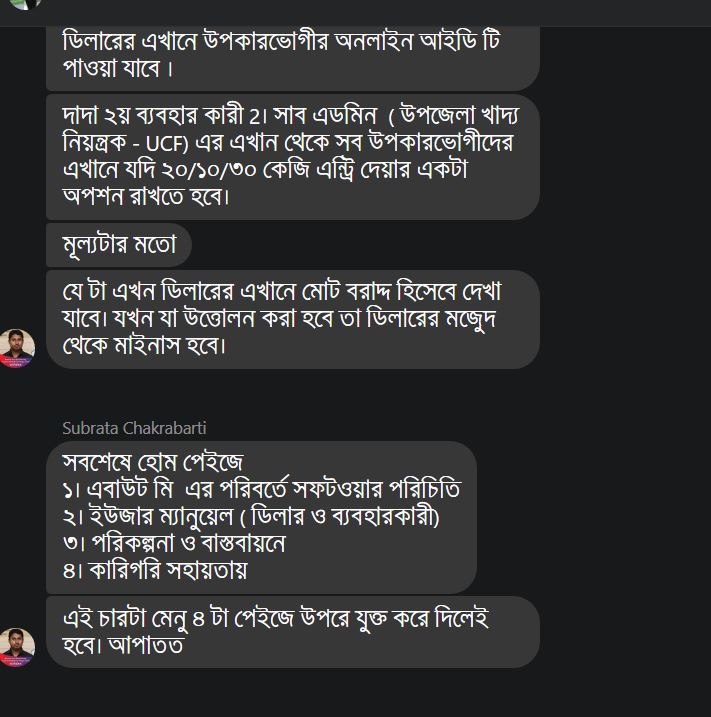 ডিলারের এখানে উপকারভোগীর অনলাইন আইডি টি
পাওয়া যাবে ।
দাদা ২য় ব্যবহার কারী 2। সাব এডমিন ( উপজেলা খাদ্য
নিয়ন্ত্রক - UCF) এর এখান থেকে সব উপকারভোগীদের
এখানে যদি ২০/১০/৩০ কেজি এন্ট্রি দেয়ার একটা
অপশন রাখতে হবে।
মূল্যটার মতো
যে টা এখন ডিলারের এখানে মোট বরাদ্দ হিসেবে দেখা
যাবে। যখন যা উত্তোলন করা হবে তা ডিলারের মজুেদ
থেকে মাইনাস হবে।
Subrata Chakrabarti
সবশেষে হোম পেইজে
১। এবাউট মি এর পরিবর্তে সফটওয়ার পরিচিতি
২। ইউজার ম্যানুয়েল ( ডিলার ও ব্যবহারকারী)
৩। পরিকল্পনা ও বাস্তবায়নে
৪। কারিগরি সহায়তায়
এই চারটা মেনু ৪ টা পেইজে উপরে যুক্ত করে দিলেই
হবে। আপাতত